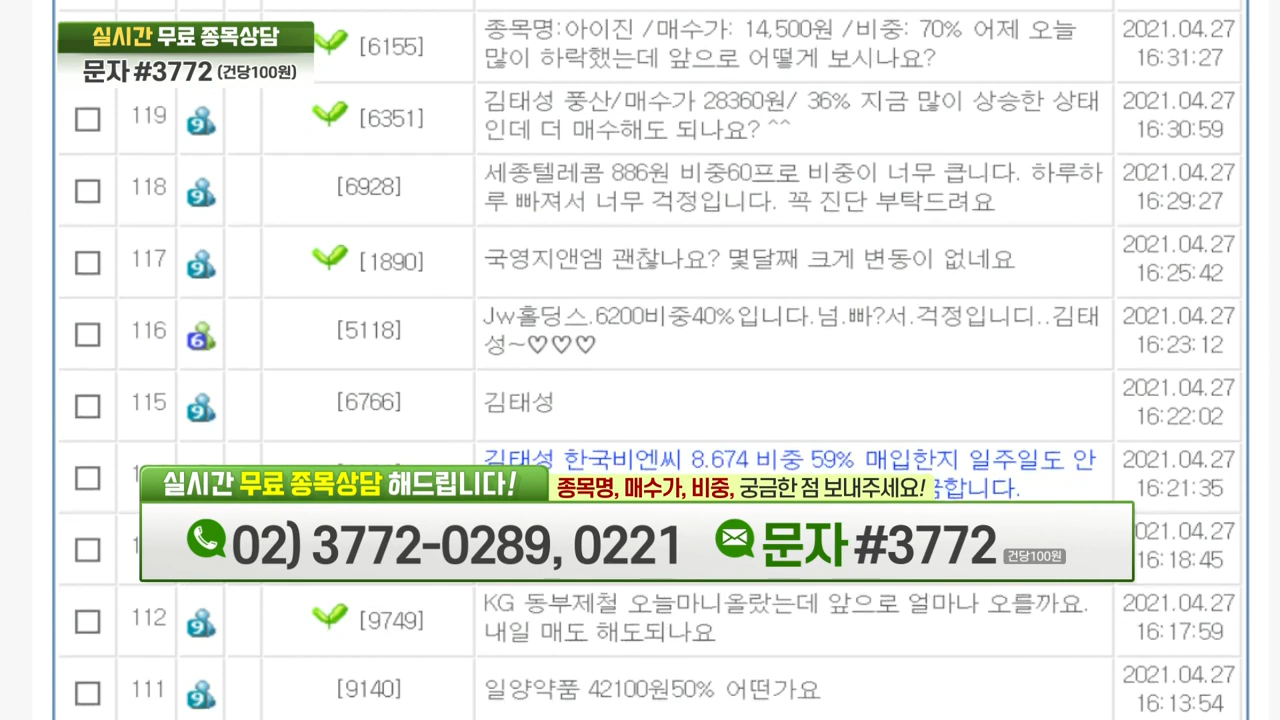 실시간 무료 종목상담
문자 #3772 (건당100원)
[6155]
종목명:아이진 /매수가: 14,500원 /비중: 70% 어제 오늘
많이 하락했는데 앞으로 어떻게 보시나요?
2021.04.27
16:31:27
119
9
[6351]
김태성 풍산/매수가 28360원/ 36% 지금 많이 상승한 상태
인데 더 매수해도 되나요? ^^
2021.04.27
16:30:59
118
9
[6928]
세종텔레콤 886원 비중60프로 비중이 너무 큽니다. 하루하
루 빠져서 너무 걱정입니다. 꼭 진단 부탁드려요
2021.04.27
16:29:27
117
9
[1890]
국영지앤엠 괜찮나요? 몇달째 크게 변동이 없네요
2021.04.27
16:25:42
116
6
[5118]
Jw홀딩스.6200비중40%입니다.넘.빠?서.걱정입니디..김태
성~♡♡♡
2021.04.27
16:23:12
115
9
[6766]
김태성
2021.04.27
16:22:02
김태성 한국비엔씨 8.674 비중 59% 매입한지 일주일도 안
합니다.
2021.04.27
16:21:35
실시간 무료 종목상담 해드립니다!
종목명, 매수가, 비중, 궁금한 점 보내주세요!
02) 3772-0289, 0221 문자 #3772 건당100원
2021.04.27
16:18:45
112
9
[9749]
KG 동부제철 오늘마니올랐는데 앞으로 얼마나 오를까요.
내일 매도 해도되나요
2021.04.27
16:17:59
111
9
[9140]
일양약품 42100원50% 어떤가요
2021.04.27
16:13:54